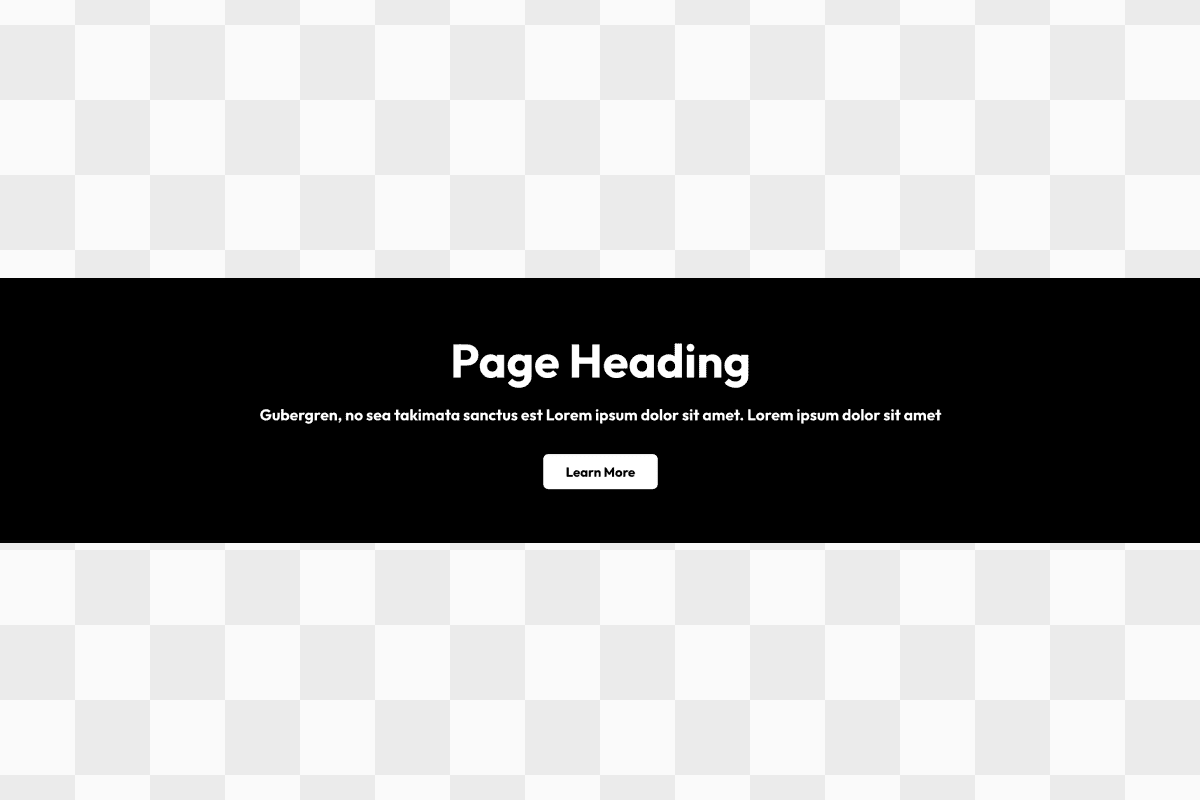 Page Heading
Gubergren, no sea takimata sanctus est Lorem ipsum dolor sit amet. Lorem ipsum dolor sit amet
Learn More